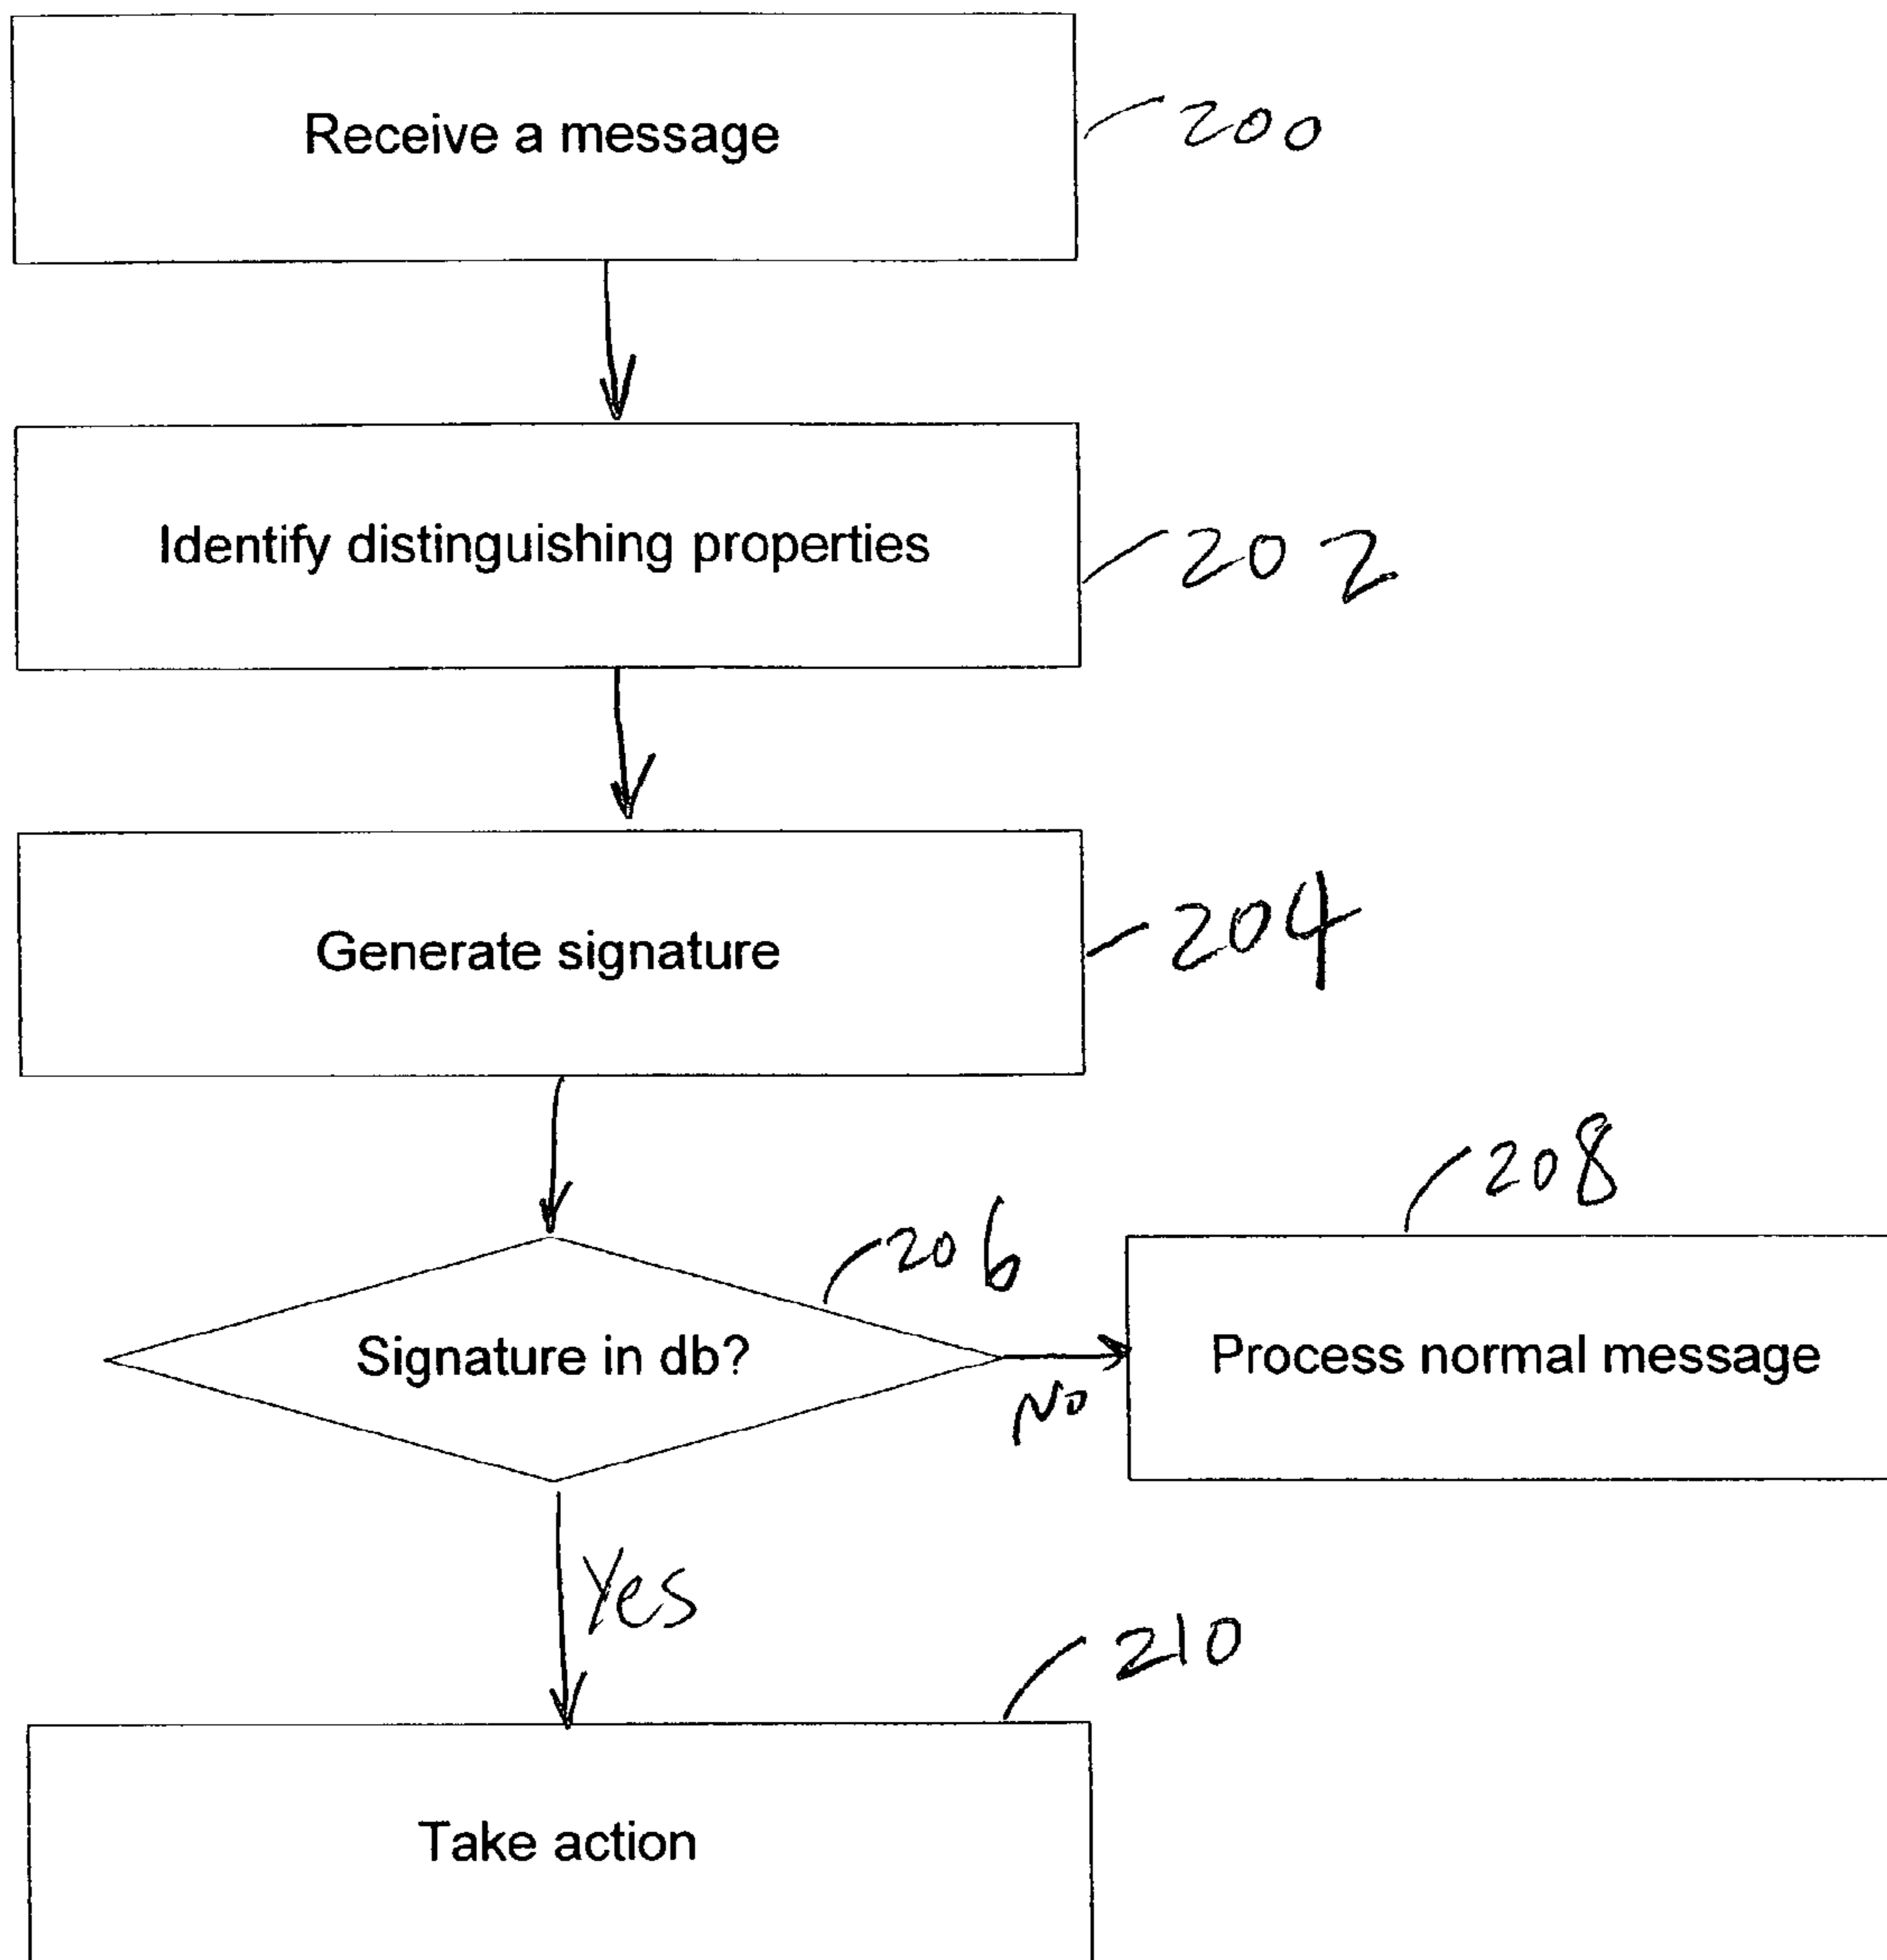 Receive a message
200
Identify distinguishing properties
202
Generate signature
204
208
206
Signature in db?
Process normal message
No
Yes
210
Take action